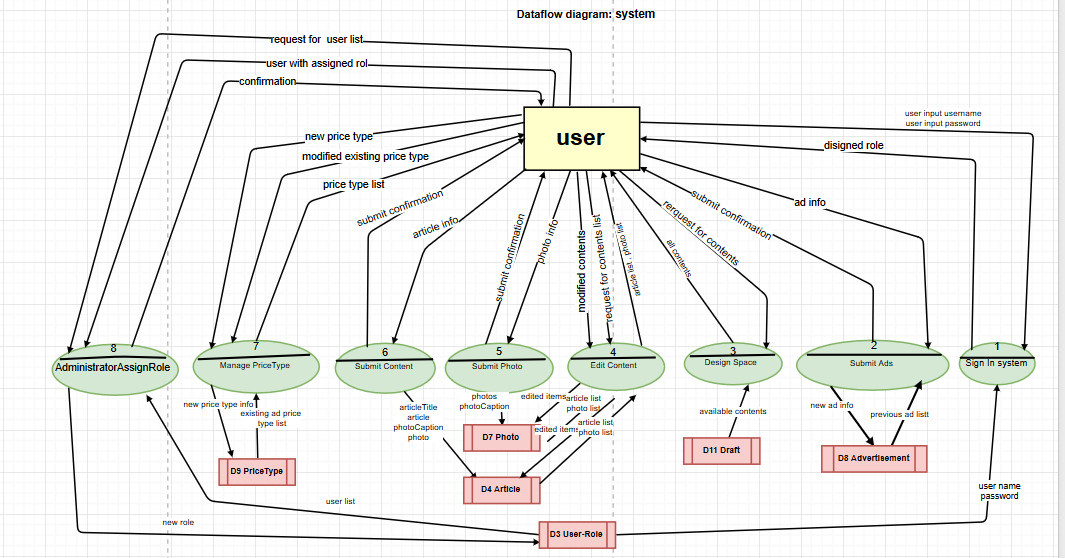 Dataflow diagram: system
request for user list
user with assigned rol
confirmation
user
user input username
user input password
disigned role
new price type
modified existing price type
price type list
submit confirmation
article info
submit confirmation
photo info
modified contents
request for contents list
article list , photo list
all contents
rerquest for contents
submit confirmation
ad info
8
AdministratorAssignRole
7
Manage PriceType
6
Submit Content
5
Submit Photo
4
Edit Content
3
Design Space
2
Submit Ads
1
Sign In system
new price type info
existing ad price
type list
articleTitle
article
photoCaption
photo
photos
photoCaption
edited items
article list
photo list
edited items
article list
photo list
available contents
new ad info
previous ad listt
D7 Photo
D4 Article
D9 PriceType
D11 Draft
D8 Advertisement
user name
password
user list
new role
D3 User-Role